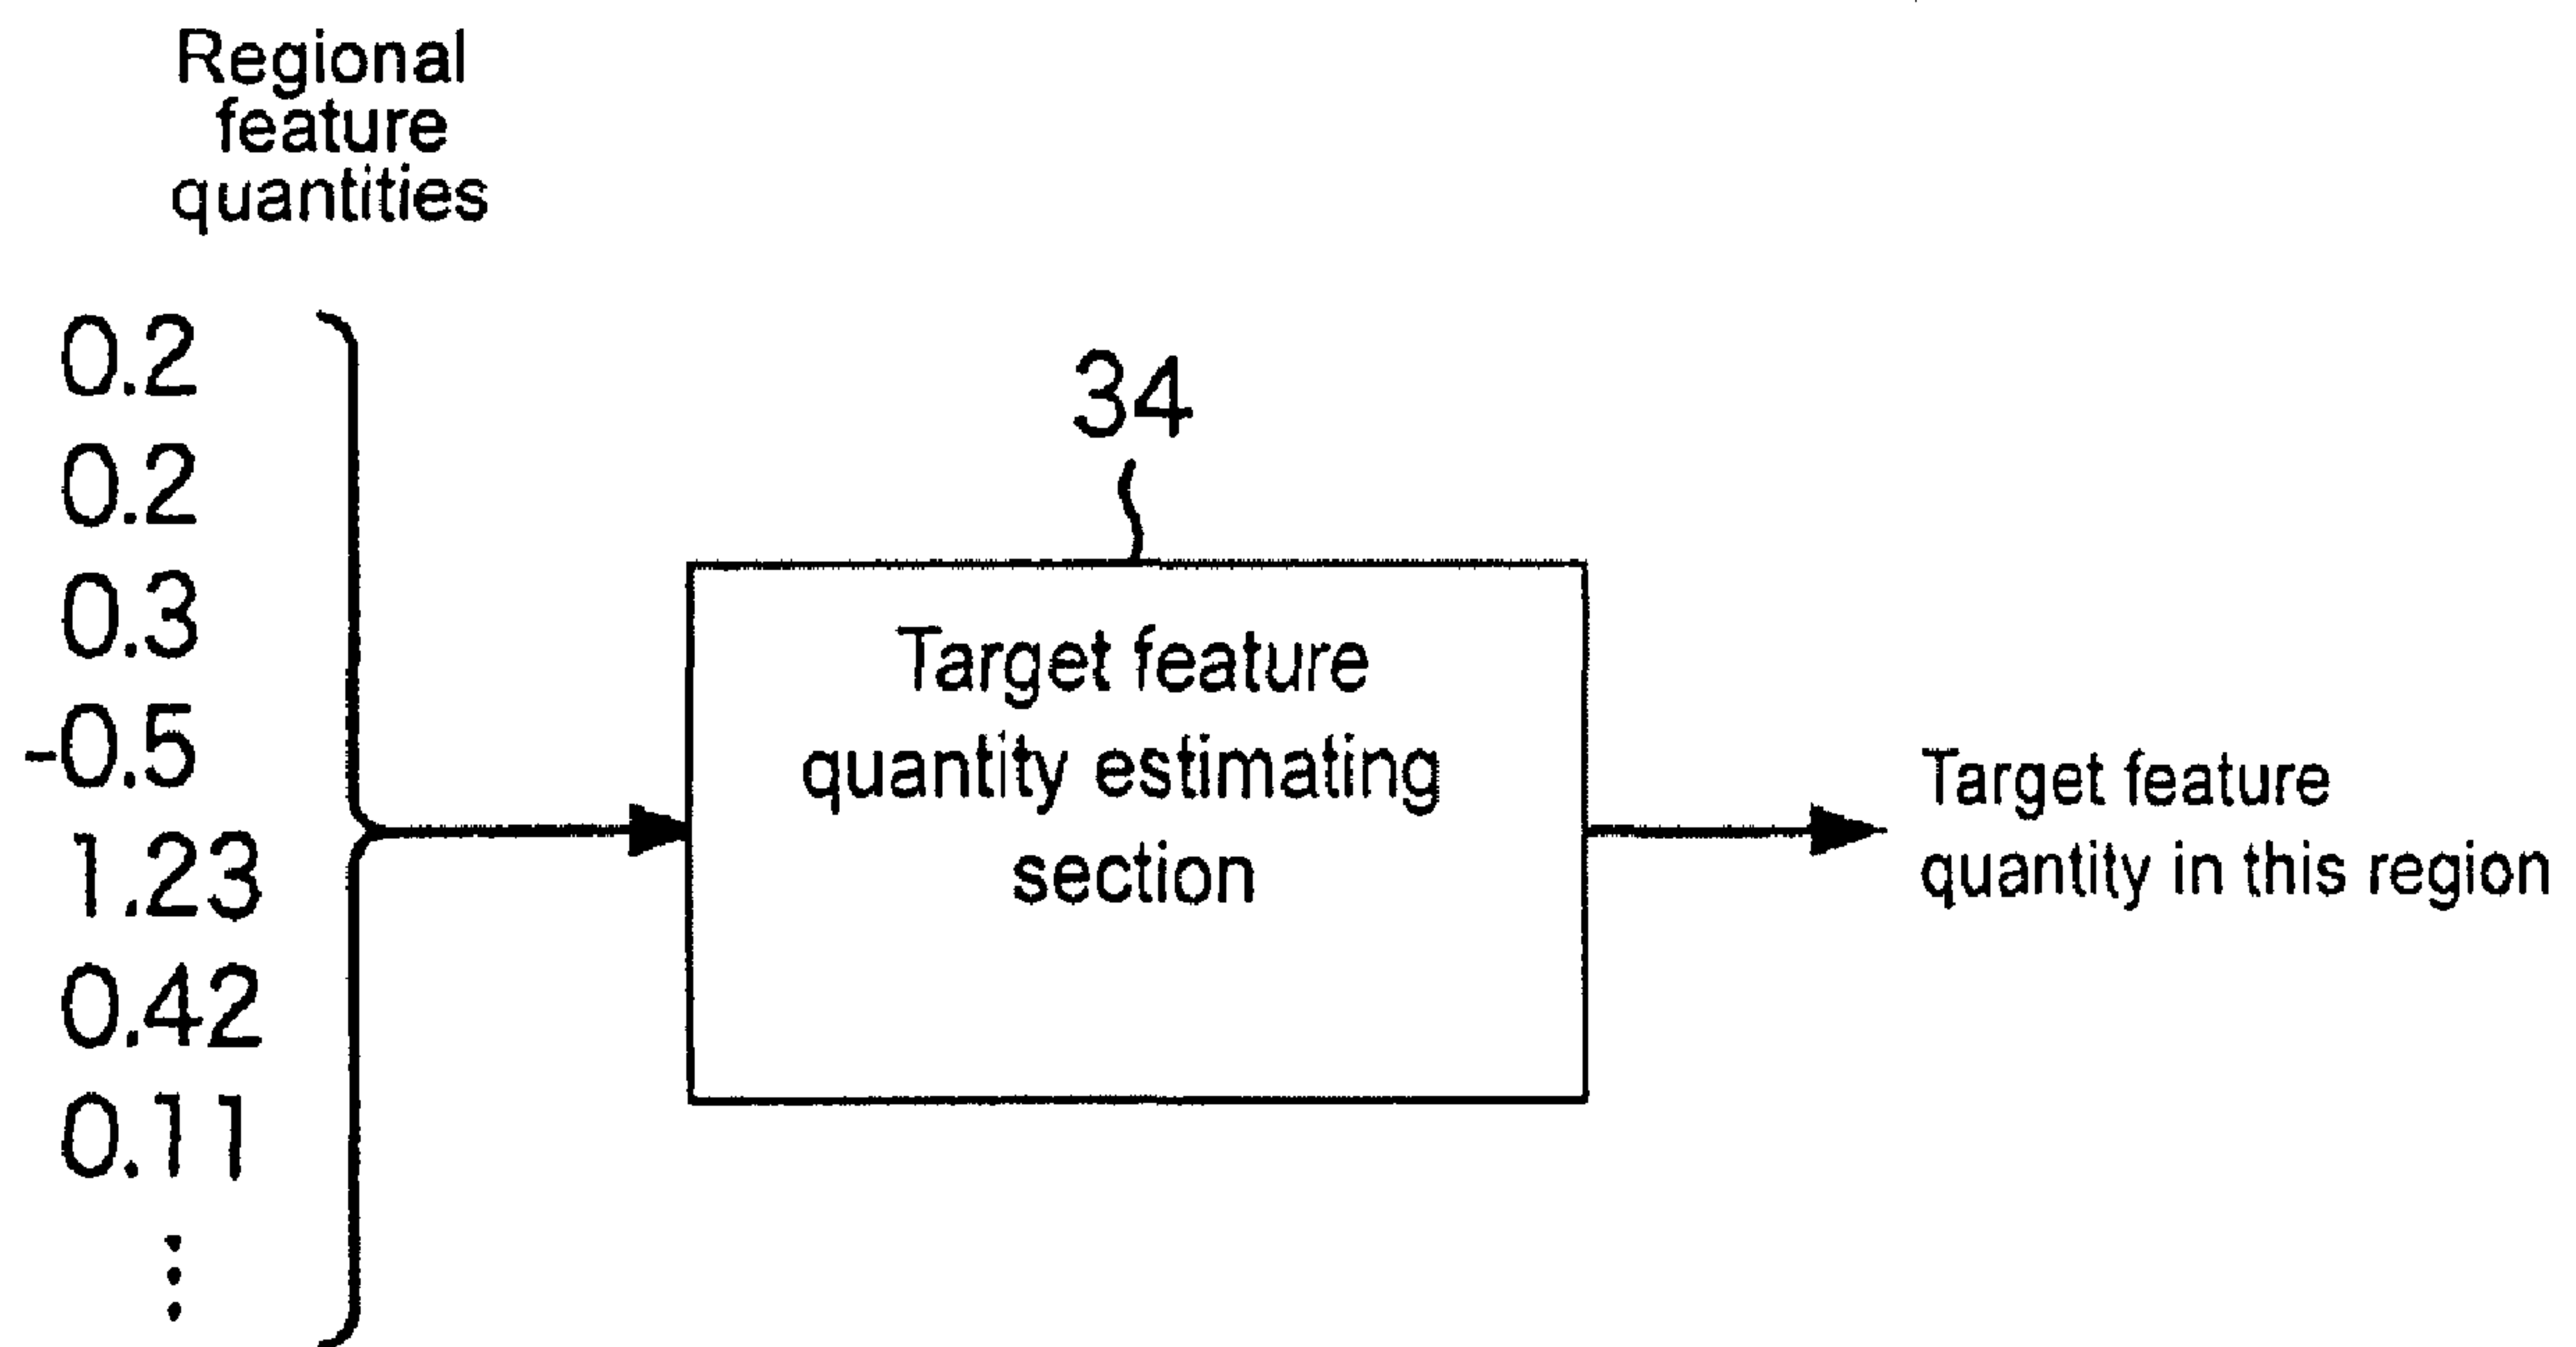 Regional
feature
quantities
0.2
0.2
0.3
-0.5
1.23
0.42
0.11
34
Target feature
quantity estimating
section
Target feature
quantity in this region